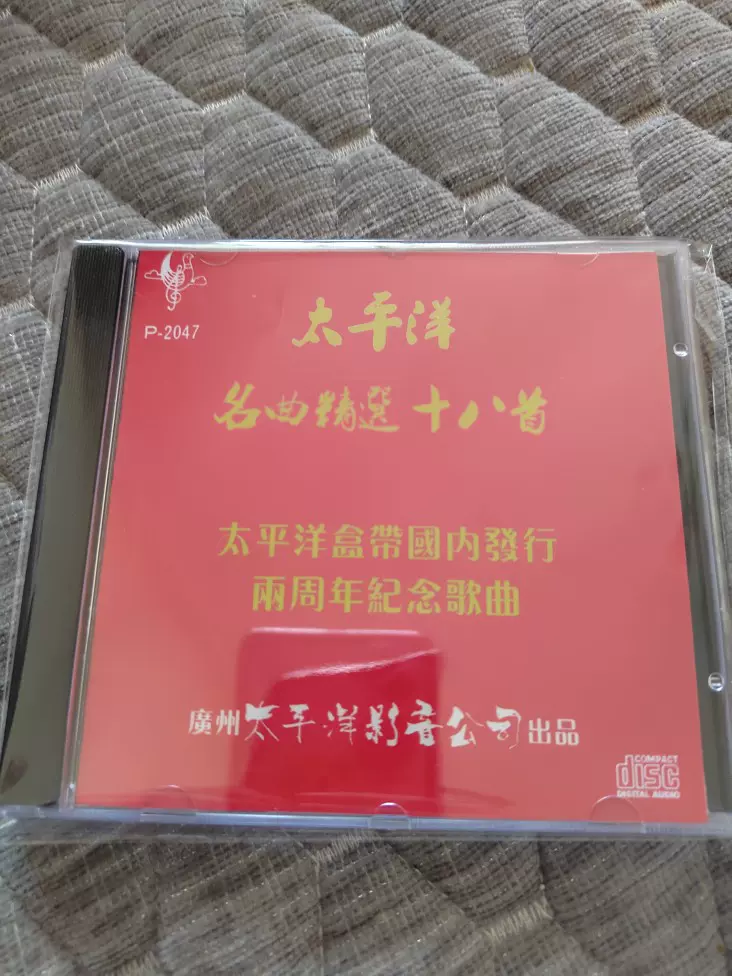 P-2047
太平洋
名曲精選十八首
太平洋盒帶國内發行
兩周年紀念歌曲
廣州太平洋影音公司出品
COMPACT
disc
DIGITAL AUDIO